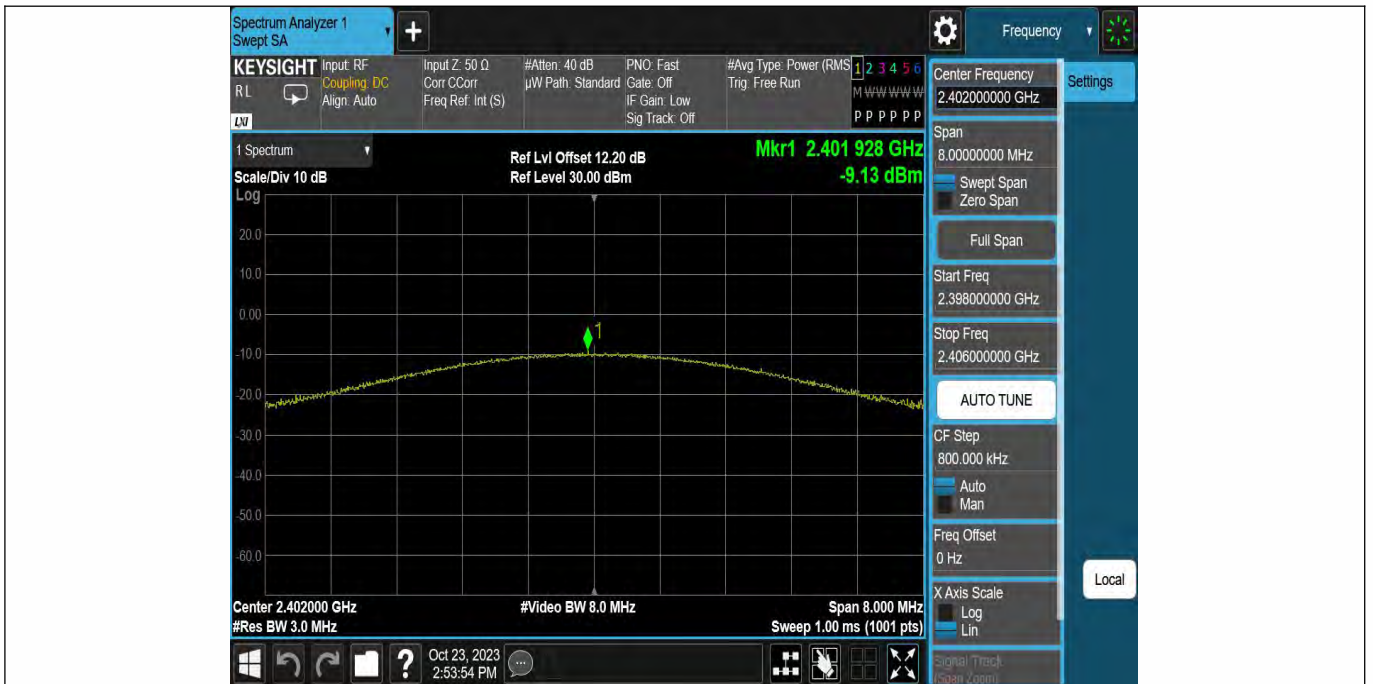 Spectrum Analyzer 1
Swept SA
+
Frequency
KEYSIGHT
R L
LXI
Input: RF
Coupling: DC
Align: Auto
Input Z: 50 Ω
Corr CCorr
Freq Ref: Int (S)
#Atten: 40 dB
µW Path: Standard
PNO: Fast
Gate: Off
IF Gain: Low
Sig Track: Off
#Avg Type: Power (RMS
Trig: Free Run
1 2 3 4 5 6
M W W W W W
P P P P P P
1 Spectrum
Scale/Div 10 dB
Ref Lvl Offset 12.20 dB
Ref Level 30.00 dBm
Mkr1 2.401 928 GHz
-9.13 dBm
Log
20.0
10.0
0.00
-10.0
-20.0
-30.0
-40.0
-50.0
-60.0
1
Center 2.402000 GHz
#Res BW 3.0 MHz
#Video BW 8.0 MHz
Span 8.000 MHz
Sweep 1.00 ms (1001 pts)
Center Frequency
2.402000000 GHz
Settings
Span
8.00000000 MHz
Swept Span
Zero Span
Full Span
Start Freq
2.398000000 GHz
Stop Freq
2.406000000 GHz
AUTO TUNE
CF Step
800.000 kHz
Auto
Man
Freq Offset
0 Hz
X Axis Scale
Log
Lin
Signal Track
(Span Zoom)
Local
?
Oct 23, 2023
2:53:54 PM